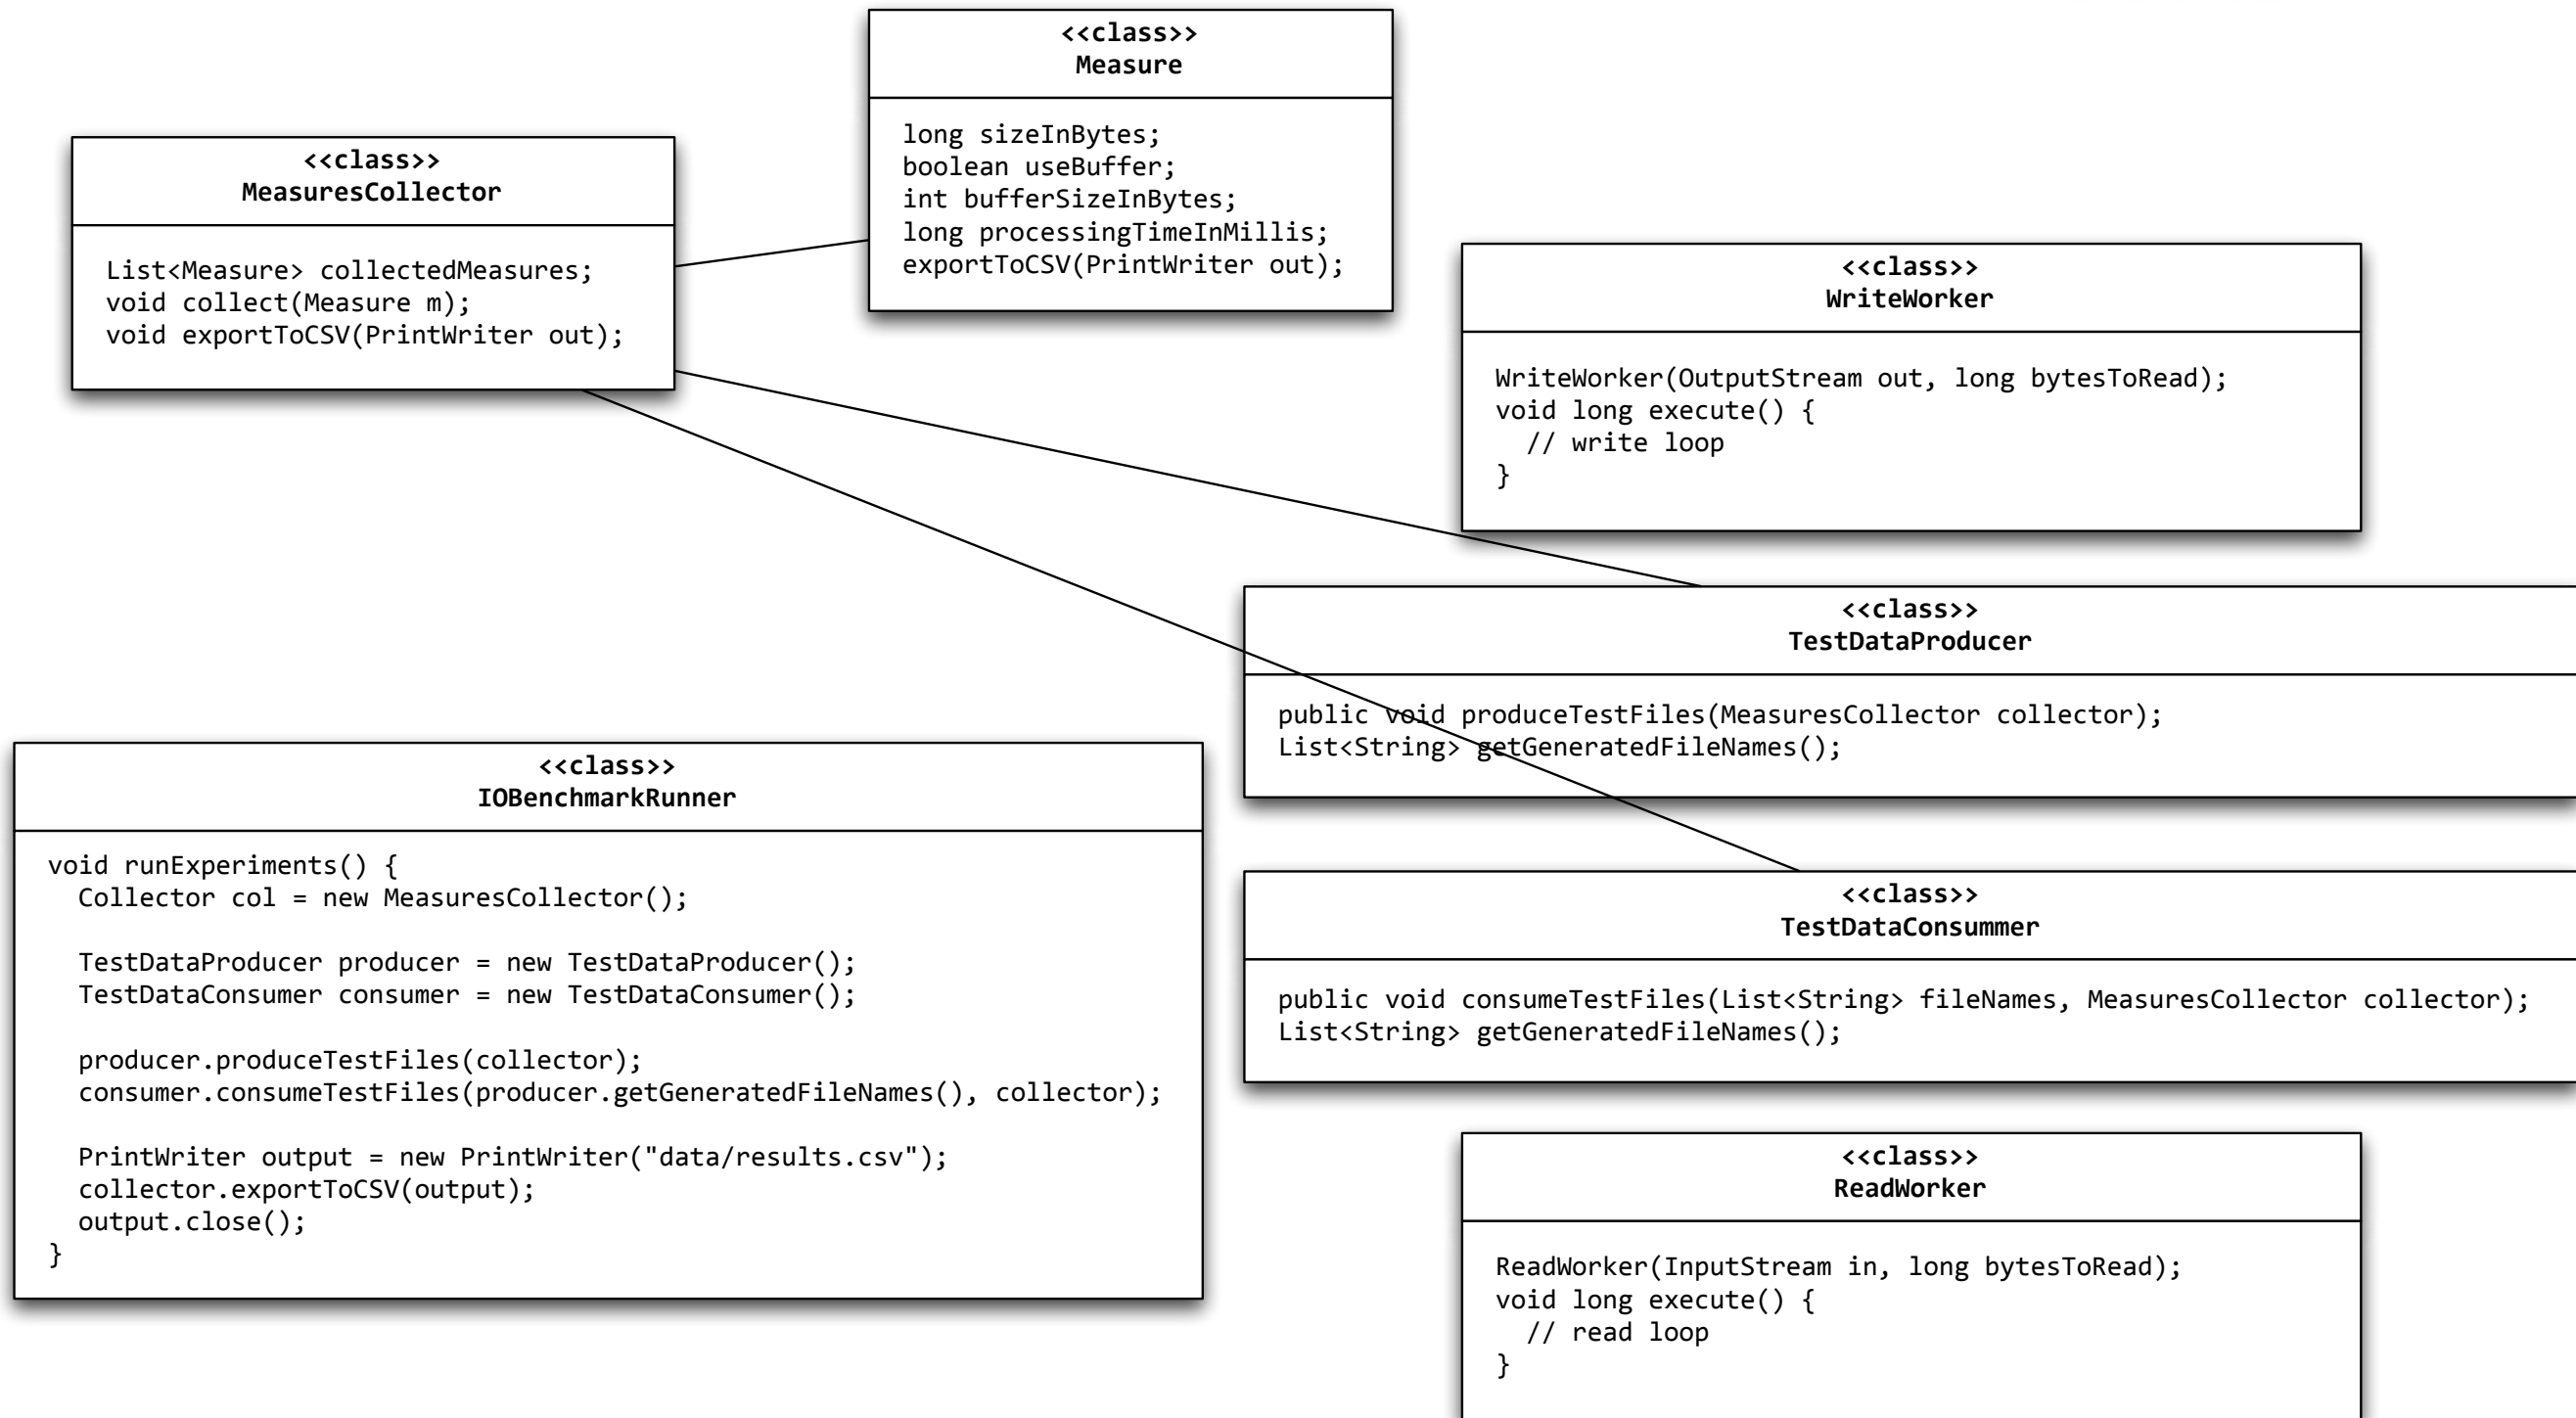 <<class>>
Measure
long sizeInBytes;
boolean useBuffer;
int bufferSizeInBytes;
long processingTimeInMillis;
exportToCSV(PrintWriter out);
<<class>>
MeasuresCollector
List<Measure> collectedMeasures;
void collect(Measure m);
void exportToCSV(PrintWriter out);
<<class>>
WriteWorker
WriteWorker(OutputStream out, long bytesToRead);
void long execute() {
  // write loop
}
<<class>>
TestDataProducer
public void produceTestFiles(MeasuresCollector collector);
List<String> getGeneratedFileNames();
<<class>>
IOBenchmarkRunner
void runExperiments() {
  Collector col = new MeasuresCollector();
  TestDataProducer producer = new TestDataProducer();
  TestDataConsumer consumer = new TestDataConsumer();
  producer.produceTestFiles(collector);
  consumer.consumeTestFiles(producer.getGeneratedFileNames(), collector);
  PrintWriter output = new PrintWriter("data/results.csv");
  collector.exportToCSV(output);
  output.close();
}
<<class>>
TestDataConsummer
public void consumeTestFiles(List<String> fileNames, MeasuresCollector collector);
List<String> getGeneratedFileNames();
<<class>>
ReadWorker
ReadWorker(InputStream in, long bytesToRead);
void long execute() {
  // read loop
}